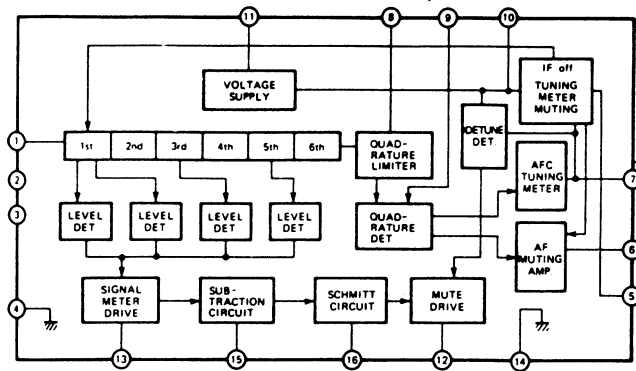 11
8
9
10
VOLTAGE
SUPPLY
IF off
TUNING
METER
MUTING
1
1st
2nd
3rd
4th
5th
6th
QUAD-
RATURE
LIMITER
DETUNE
DET.
AFC
TUNING
METER
7
2
3
LEVEL
DET
LEVEL
DET
LEVEL
DET
LEVEL
DET
QUAD-
RATURE
DET
AF
MUTING
AMP.
6
5
4
SIGNAL
METER
DRIVE
SUB-
TRACTION
CIRCUIT
SCHMITT
CIRCUIT
MUTE
DRIVE
13
15
16
12
14